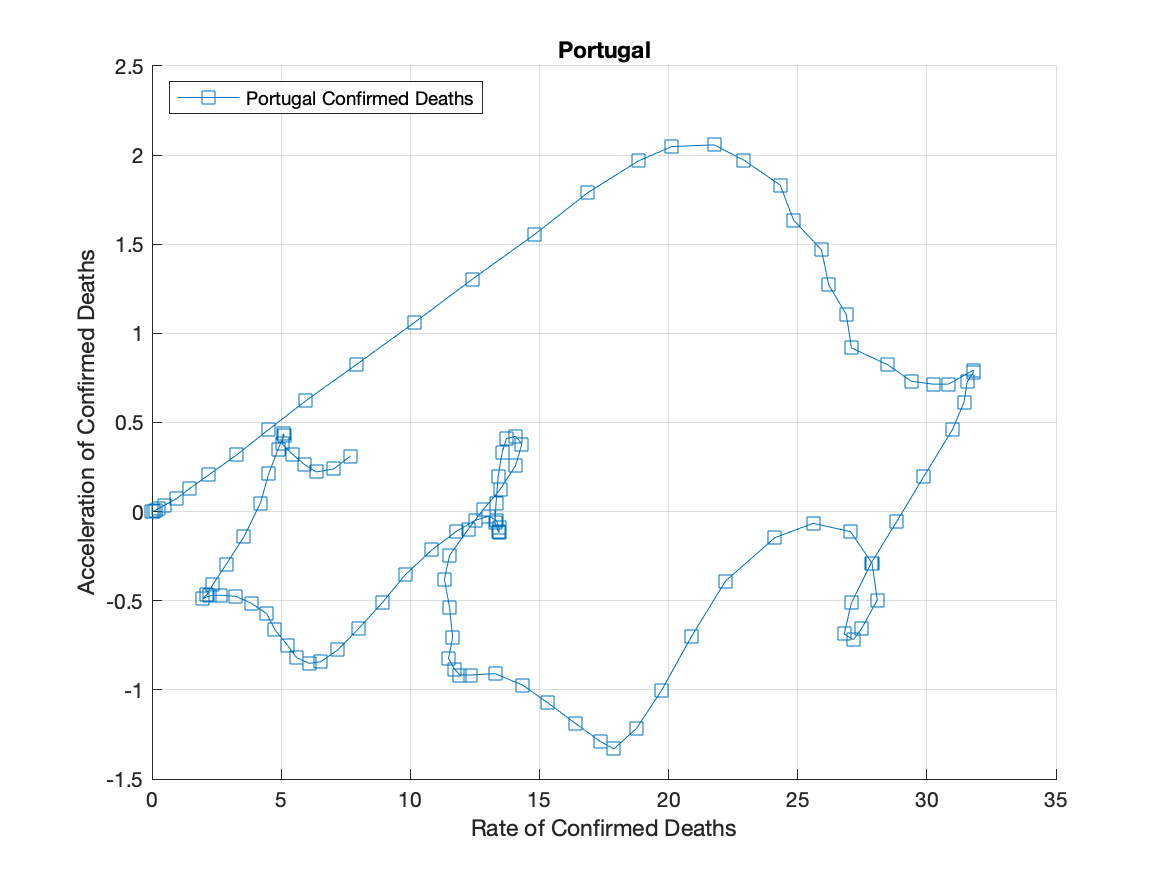 Portugal
Portugal Confirmed Deaths
2.5
2
1.5
1
0.5
0
-0.5
-1
-1.5
0 5 10 15 20 25 30 35
Acceleration of Confirmed Deaths
Rate of Confirmed Deaths